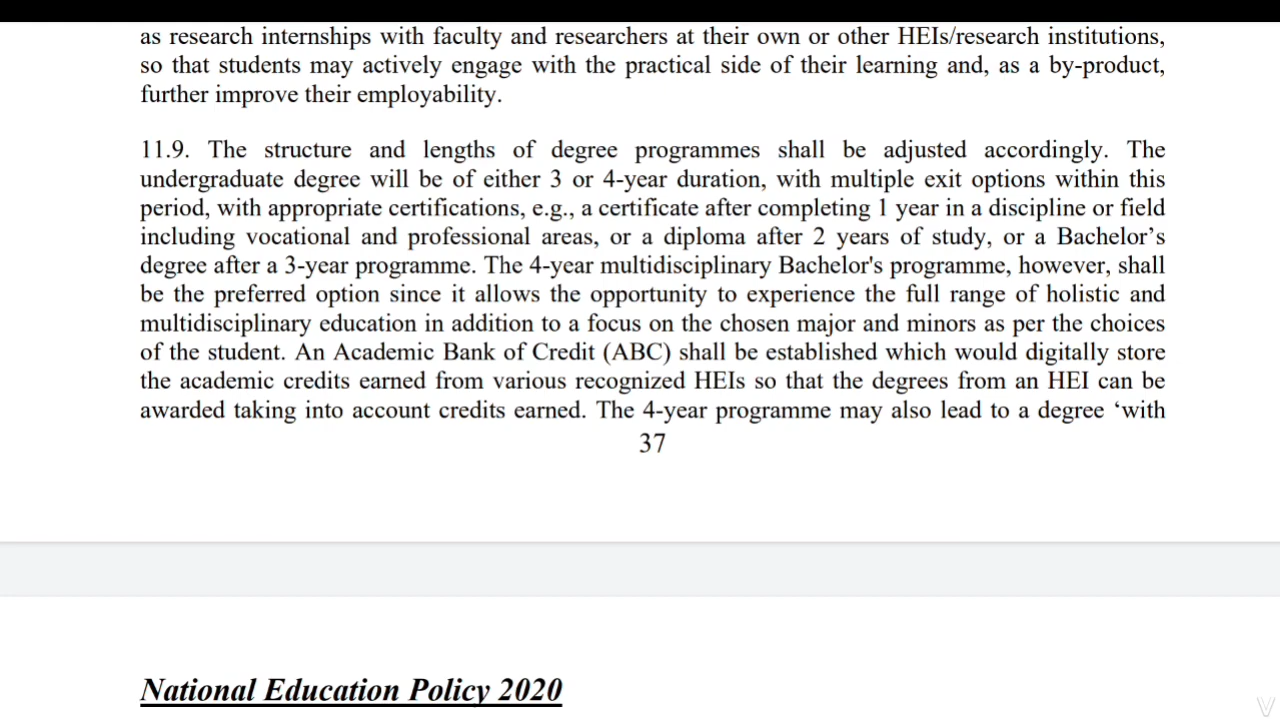 as research internships with faculty and researchers at their own or other HEIs/research institutions,
so that students may actively engage with the practical side of their learning and, as a by-product,
further improve their employability.
11.9. The structure and lengths of degree programmes shall be adjusted accordingly. The
undergraduate degree will be of either 3 or 4-year duration, with multiple exit options within this
period, with appropriate certifications, e.g., a certificate after completing 1 year in a discipline or field
including vocational and professional areas, or a diploma after 2 years of study, or a Bachelor’s
degree after a 3-year programme. The 4-year multidisciplinary Bachelor's programme, however, shall
be the preferred option since it allows the opportunity to experience the full range of holistic and
multidisciplinary education in addition to a focus on the chosen major and minors as per the choices
of the student. An Academic Bank of Credit (ABC) shall be established which would digitally store
the academic credits earned from various recognized HEIs so that the degrees from an HEI can be
awarded taking into account credits earned. The 4-year programme may also lead to a degree ‘with
37
National Education Policy 2020
V